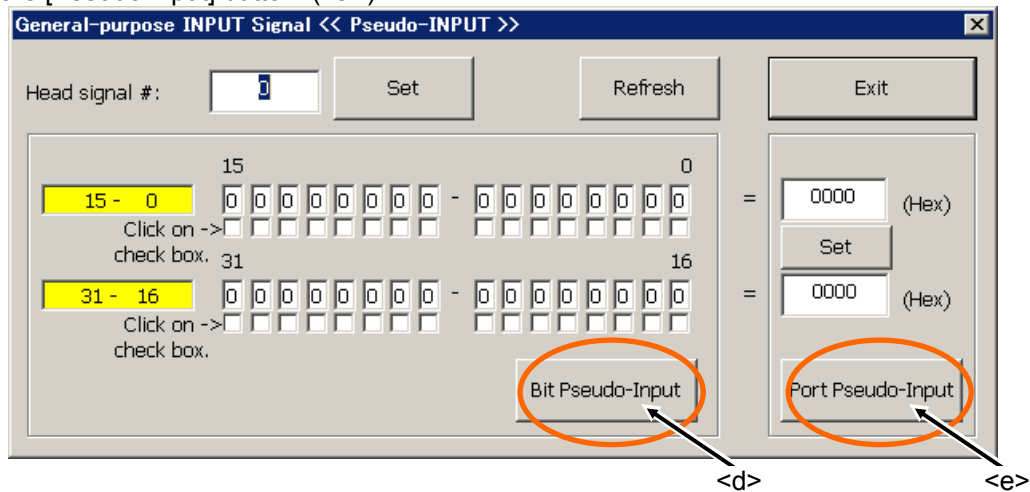 General-purpose INPUT Signal << Pseudo-INPUT >>
Head signal #: 0 Set Refresh Exit
15 0
15 - 0 0 0 0 0 0 0 0 0 - 0 0 0 0 0 0 0 0 = 0000 (Hex)
Click on ->
check box.
Set
31 16
31 - 16 0 0 0 0 0 0 0 0 - 0 0 0 0 0 0 0 0 = 0000 (Hex)
Click on ->
check box.
Bit Pseudo-Input Port Pseudo-Input
<d> <e>